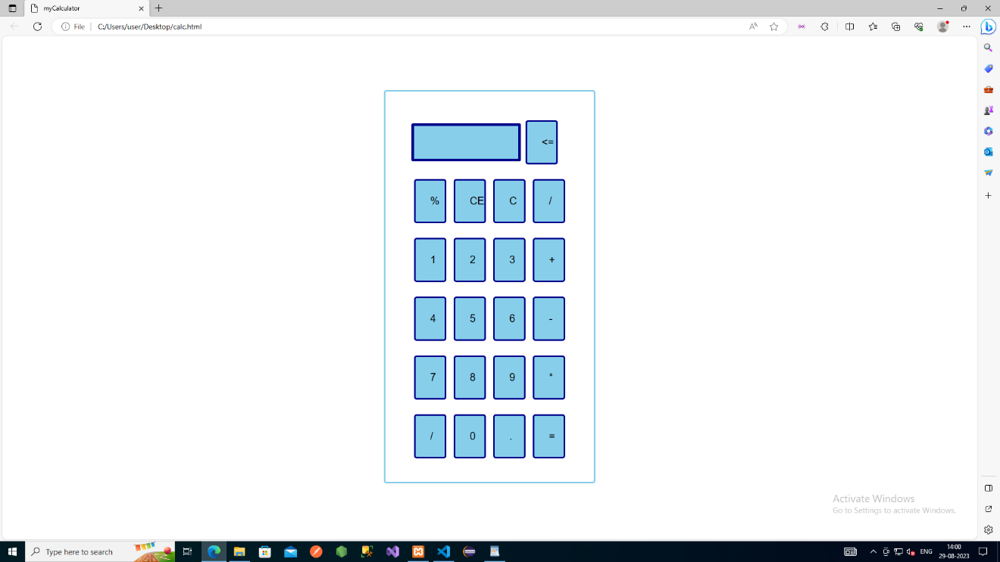 myCalculator
File
C:/Users/user/Desktop/calc.html
<=
% CE C /
1 2 3 +
4 5 6 -
7 8 9 *
/ 0 . =
Activate Windows
Go to Settings to activate Windows.
Type here to search
ENG
14:00
29-08-2023